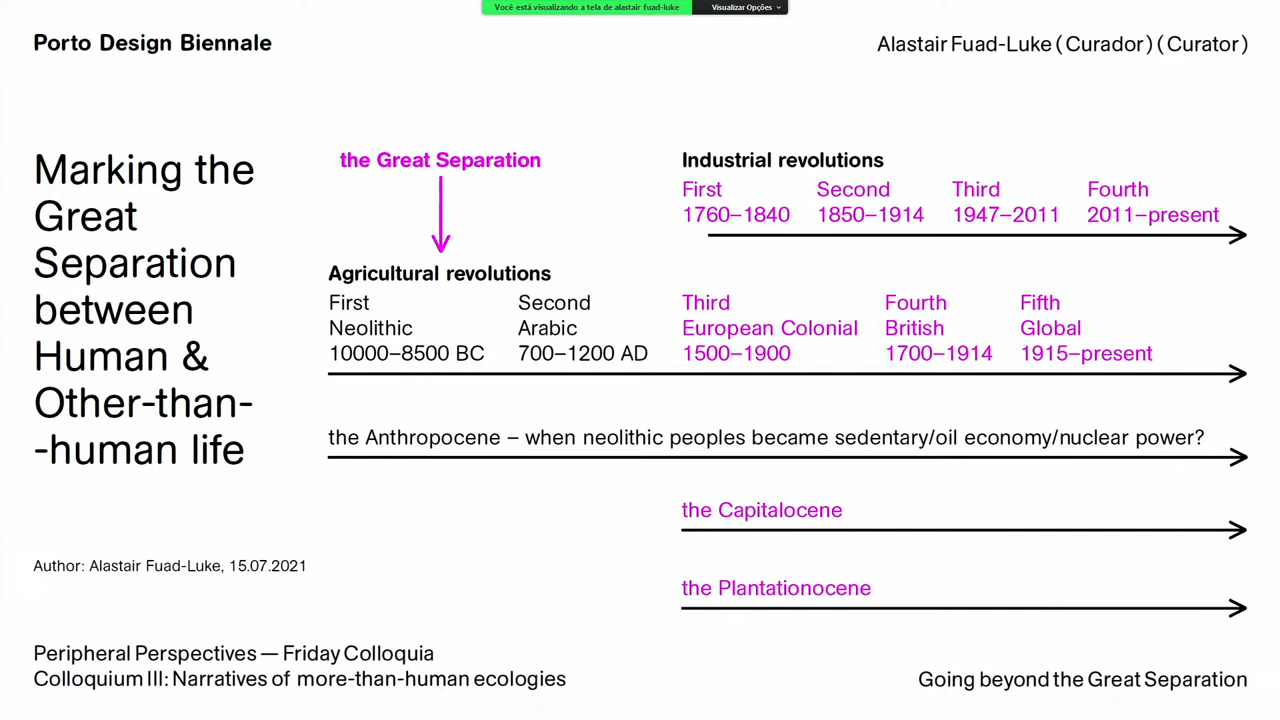 Você está visualizando a tela de alastair fuad-luke
Visualizar Opções
Porto Design Biennale
Alastair Fuad-Luke (Curador) (Curator)
Marking the
Great
Separation
between
Human &
Other-than-
-human life
Author: Alastair Fuad-Luke, 15.07.2021
the Great Separation
Industrial revolutions
First Second Third Fourth
1760–1840 1850–1914 1947–2011 2011–present
Agricultural revolutions
First Second Third Fourth Fifth
Neolithic Arabic European Colonial British Global
10000–8500 BC 700–1200 AD 1500–1900 1700–1914 1915–present
the Anthropocene – when neolithic peoples became sedentary/oil economy/nuclear power?
the Capitalocene
the Plantationocene
Peripheral Perspectives — Friday Colloquia
Colloquium III: Narratives of more-than-human ecologies
Going beyond the Great Separation